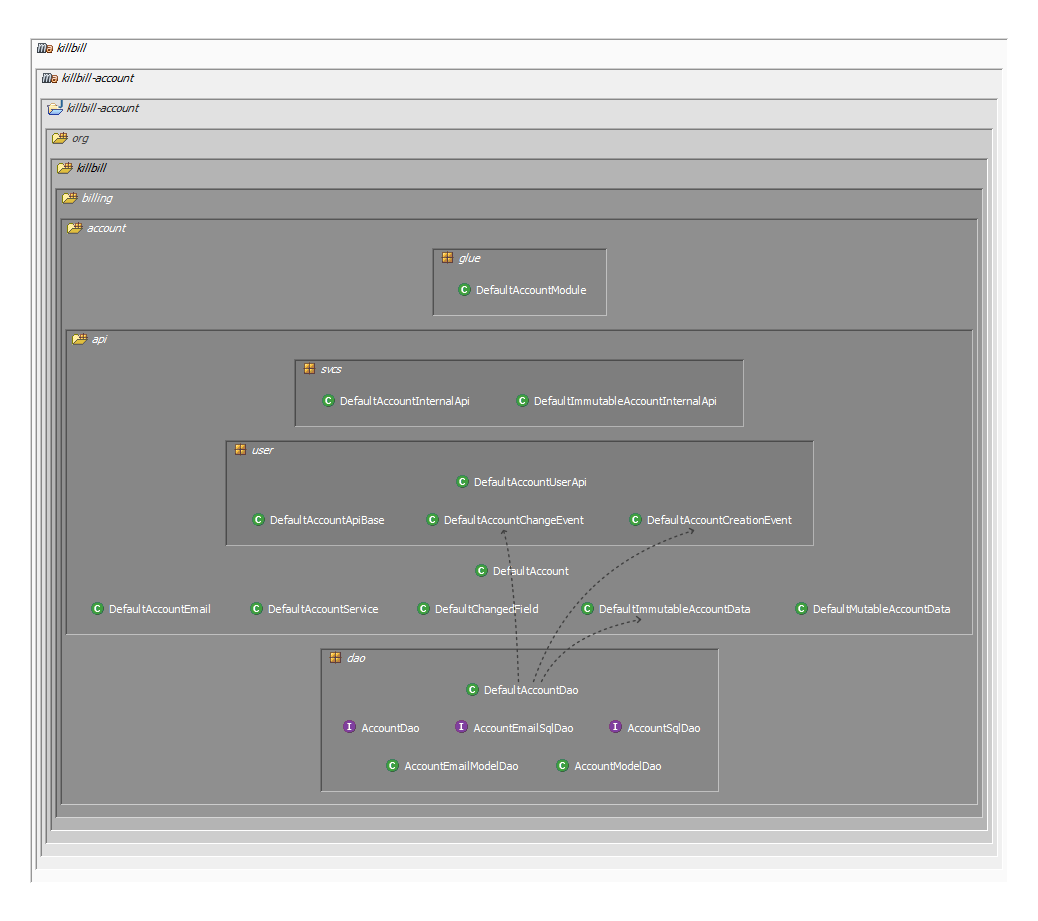 killbill
killbill-account
killbill-account
org
killbill
billing
account
glue
DefaultAccountModule
api
svcs
DefaultAccountInternalApi DefaultImmutableAccountInternalApi
user
DefaultAccountUserApi
DefaultAccountApiBase DefaultAccountChangeEvent DefaultAccountCreationEvent
DefaultAccount
DefaultAccountEmail DefaultAccountService DefaultChangedField DefaultImmutableAccountData DefaultMutableAccountData
dao
DefaultAccountDao
AccountDao AccountEmailSqlDao AccountSqlDao
AccountEmailModelDao AccountModelDao